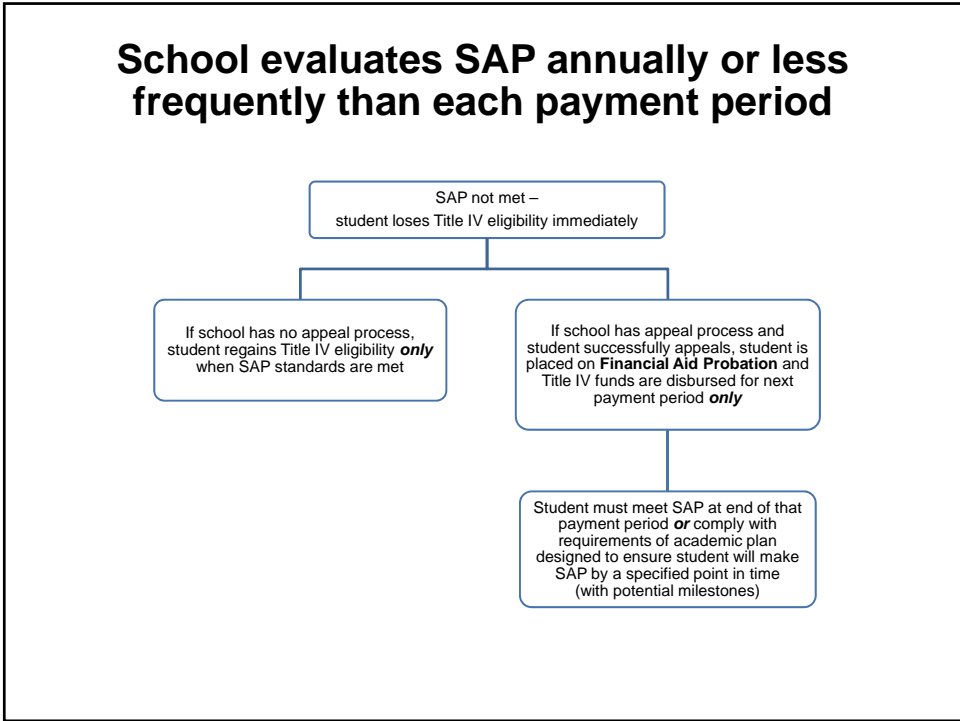 School evaluates SAP annually or less
frequently than each payment period
SAP not met –
student loses Title IV eligibility immediately
If school has no appeal process,
student regains Title IV eligibility only
when SAP standards are met
If school has appeal process and
student successfully appeals, student is
placed on Financial Aid Probation and
Title IV funds are disbursed for next
payment period only
Student must meet SAP at end of that
payment period or comply with
requirements of academic plan
designed to ensure student will make
SAP by a specified point in time
(with potential milestones)